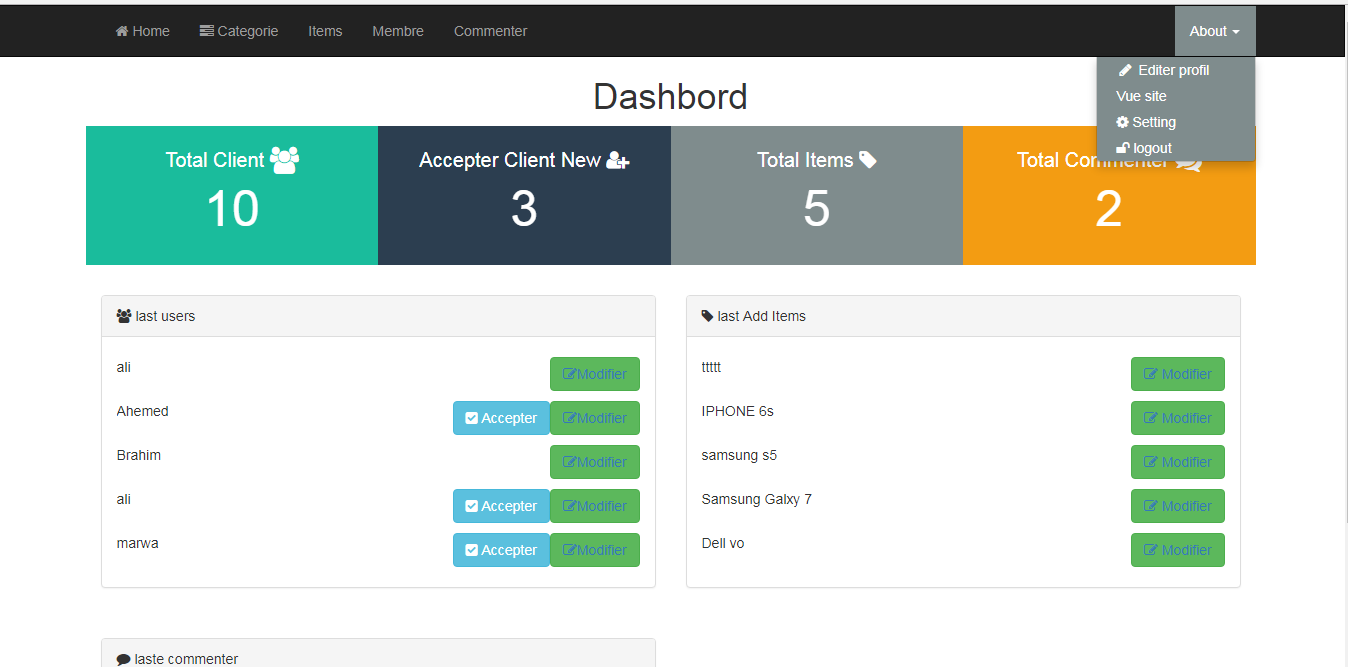 Home Categorie Items Membre Commenter About
Editer profil
Vue site
Setting
logout
Dashbord
Total Client
10
Accepter Client New
3
Total Items
5
Total Commenter
2
last users
ali Modifier
Ahemed Accepter Modifier
Brahim Modifier
ali Accepter Modifier
marwa Accepter Modifier
last Add Items
ttttt Modifier
IPHONE 6s Modifier
samsung s5 Modifier
Samsung Galxy 7 Modifier
Dell vo Modifier
laste commenter